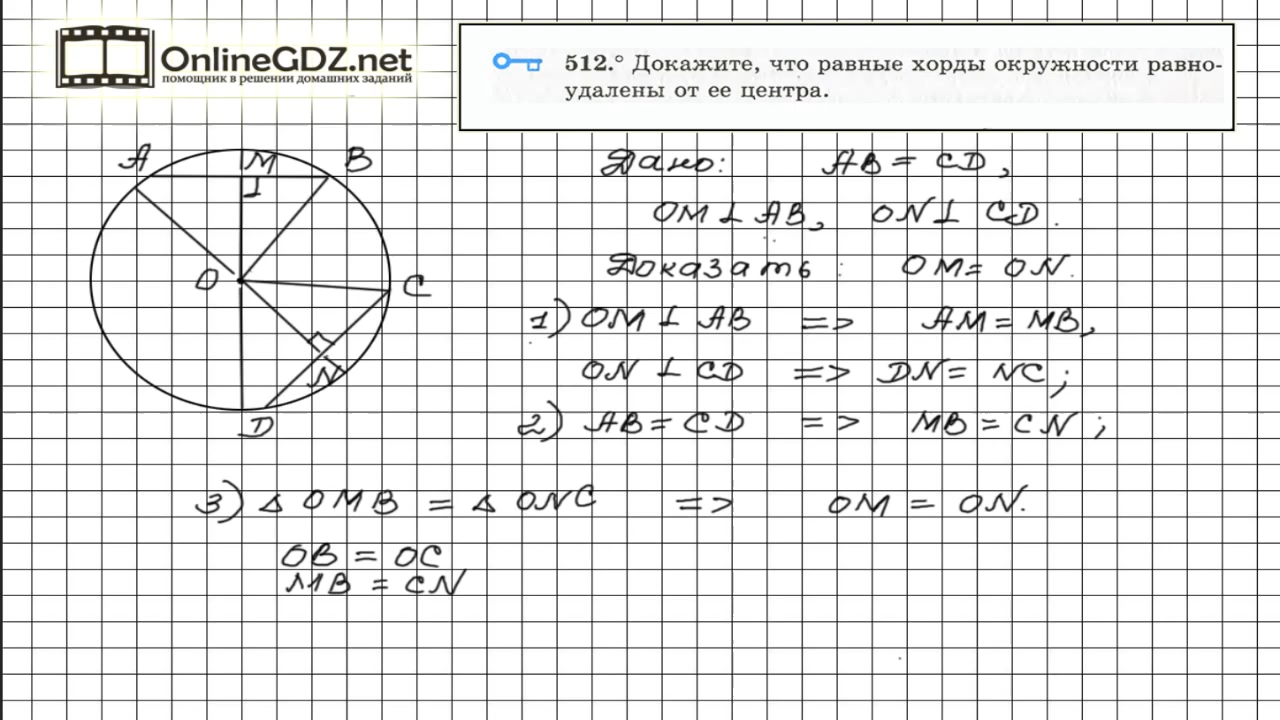 OnlineGDZ.net
помощник в решении домашних заданий
512.° Докажите, что равные хорды окружности равно-
удалены от ее центра.
A M B
O C
N
D
Дано: AB = CD,
OM ⊥ AB, ON ⊥ CD.
Доказать: OM = ON.
1) OM ⊥ AB => AM = MB,
ON ⊥ CD => DN = NC;
2) AB = CD => MB = CN;
3) △ OMB = △ ONC => OM = ON.
OB = OC
MB = CN